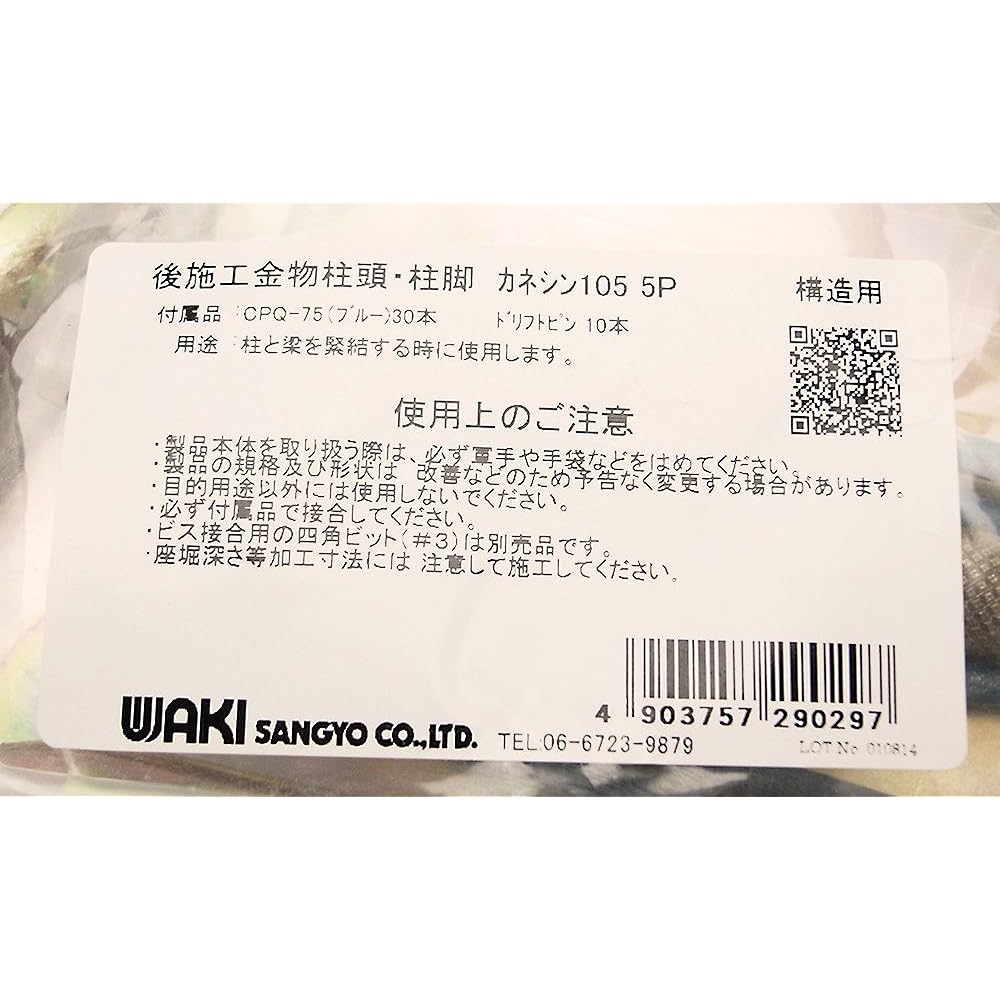 後施工金物柱頭・柱脚 カネシン105 5P
構造用
付属品 :CPQ-75(ブルー)30本 ドリフトピン 10本
用途 :柱と梁を緊結する時に使用します。
使用上のご注意
・製品本体を取り扱う際は、必ず軍手や手袋などをはめてください。
・製品の規格及び形状は 改善などのため予告なく変更する場合があります。
・目的用途以外には使用しないでください。
・必ず付属品で接合してください。
・ビス接合用の四角ビット(#3)は別売品です。
・座堀深さ等加工寸法には 注意して施工してください。
WAKI SANGYO CO.,LTD. TEL:06-6723-9879
4 903757 290297
LOT No 010614